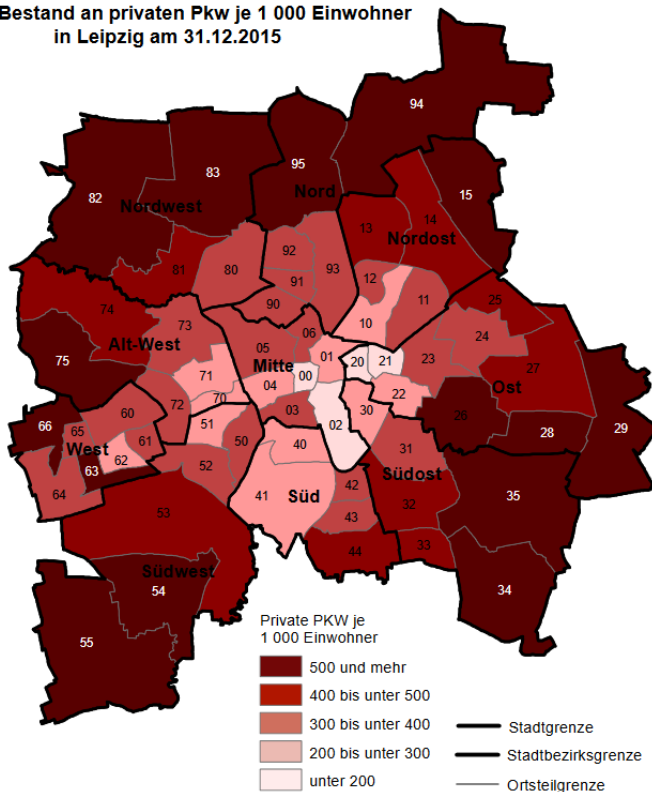 Bestand an privaten Pkw je 1 000 Einwohner
in Leipzig am 31.12.2015
94
15
95
83
82
Nord
Nordwest
13
14
Nordost
92
93
81
80
91
12
11
25
74
73
90
10
24
Alt-West
05
06
23
27
75
Mitte
01
20
21
71
00
04
22
Ost
72
70
03
30
26
60
51
02
28
29
66
65
61
50
West
62
63
52
40
31
64
Südost
42
41
Süd
35
43
32
53
44
33
Südwest
54
34
55
Private PKW je
1 000 Einwohner
500 und mehr
400 bis unter 500
300 bis unter 400
200 bis unter 300
unter 200
Stadtgrenze
Stadtbezirksgrenze
Ortsteilgrenze